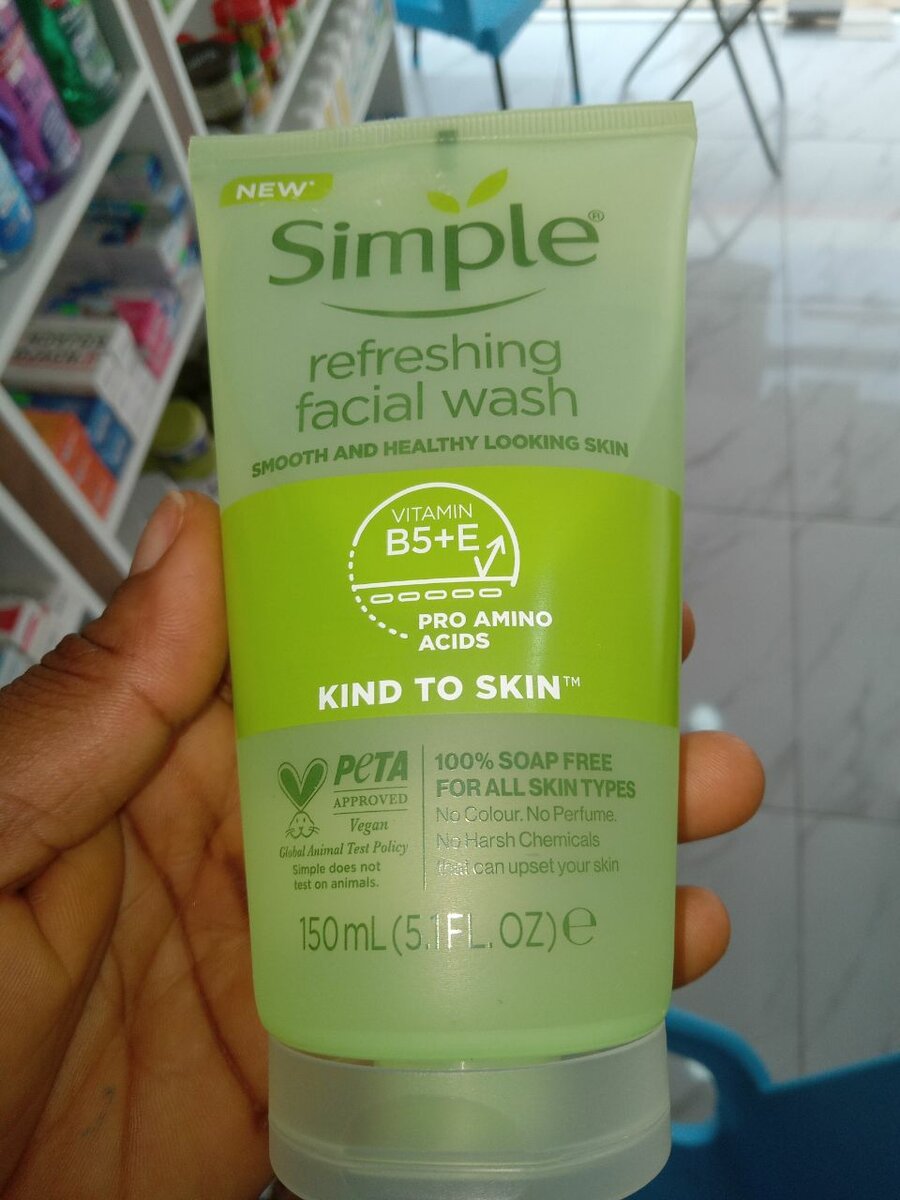 NEW*
Simple®
refreshing
facial wash
SMOOTH AND HEALTHY LOOKING SKIN
VITAMIN
B5+E
PRO AMINO
ACIDS
KIND TO SKIN™
PETA
APPROVED
Vegan
Global Animal Test Policy
Simple does not
test on animals.
100% SOAP FREE
FOR ALL SKIN TYPES
No Colour. No Perfume.
No Harsh Chemicals
that can upset your skin
150 mL (5.1FL. OZ) ℮